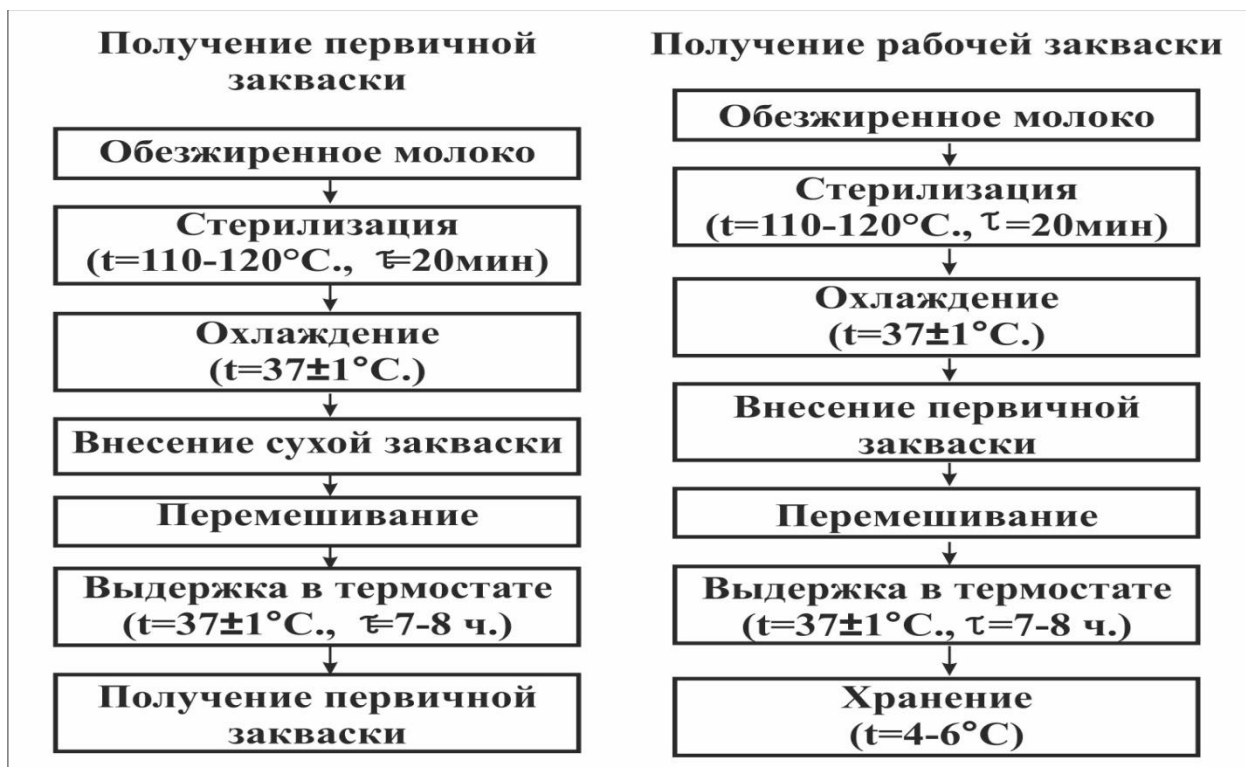 Получение первичной
закваски
Обезжиренное молоко
Стерилизация
(t=110-120°C., τ=20мин)
Охлаждение
(t=37±1°C.)
Внесение сухой закваски
Перемешивание
Выдержка в термостате
(t=37±1°C., τ=7-8 ч.)
Получение первичной
закваски
Получение рабочей закваски
Обезжиренное молоко
Стерилизация
(t=110-120°C., τ=20мин)
Охлаждение
(t=37±1°C.)
Внесение первичной
закваски
Перемешивание
Выдержка в термостате
(t=37±1°C., τ=7-8 ч.)
Хранение
(t=4-6°C)